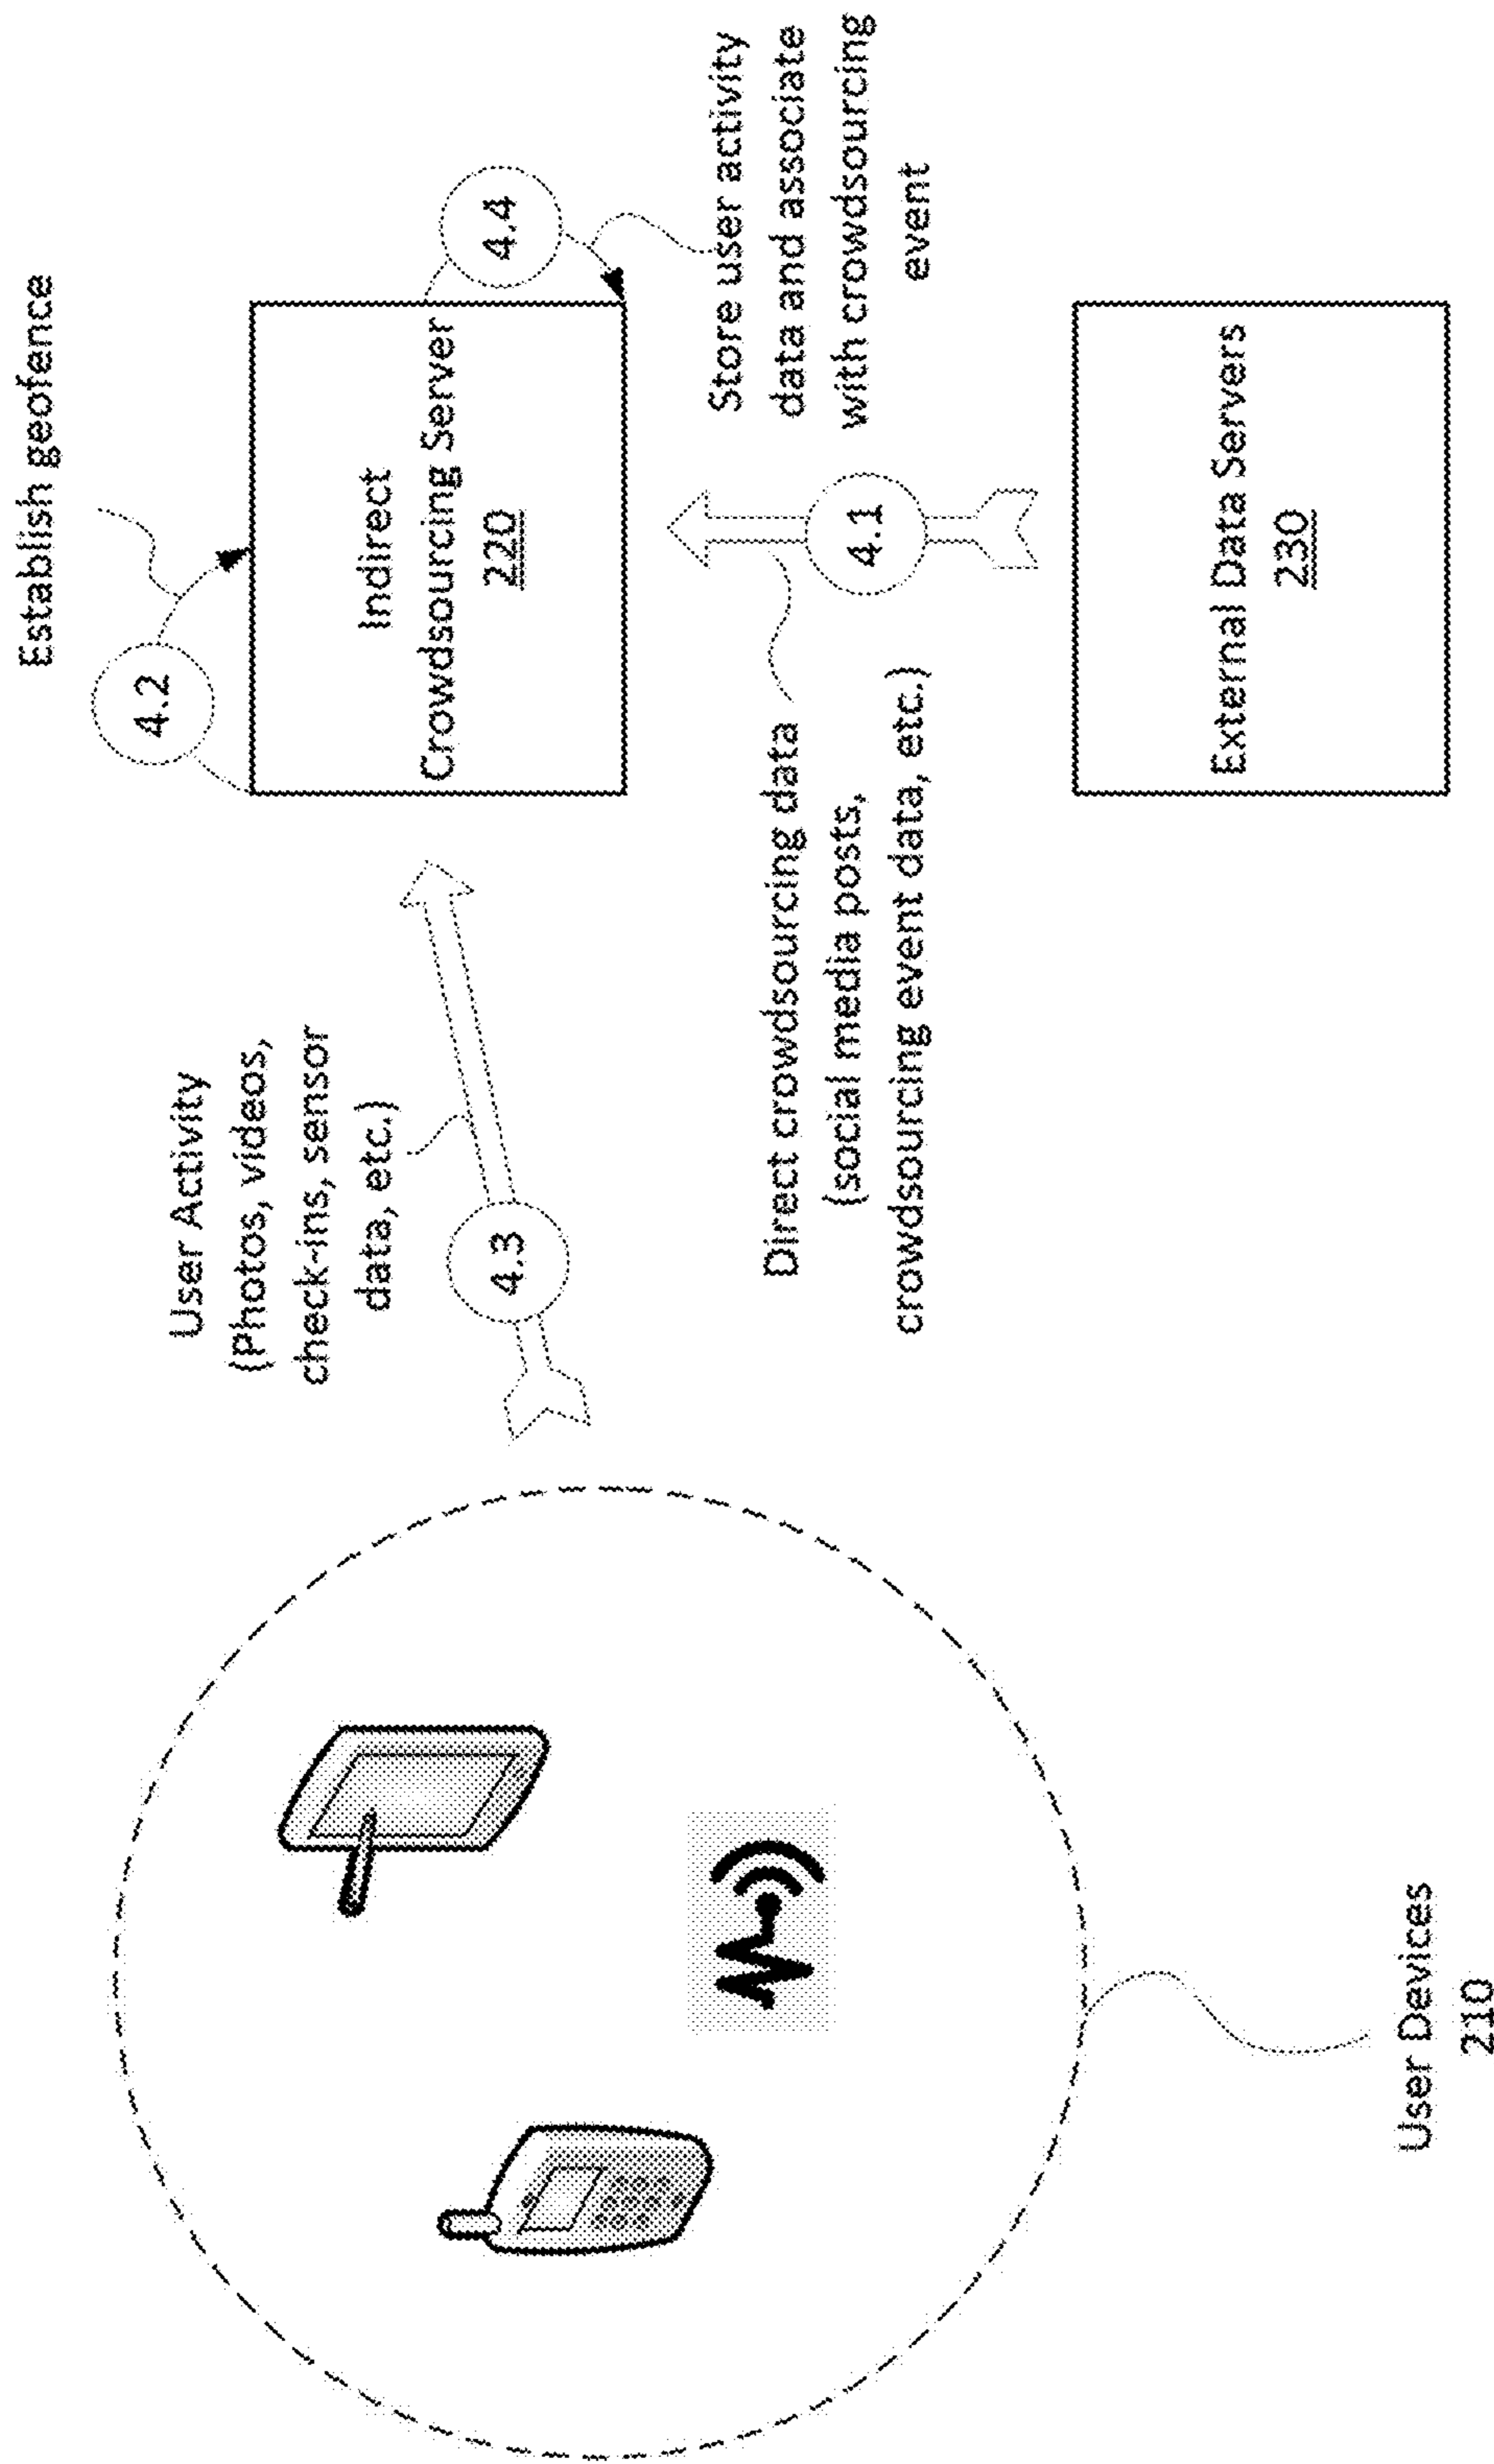 Establish geofence
4.2
User Activity
(Photos, videos,
check-ins, sensor
data, etc.)
4.3
Indirect
Crowdsourcing Server
220
4.4
Store user activity
data and associate
with crowdsourcing
event
4.1
Direct crowdsourcing data
(social media posts,
crowdsourcing event data, etc.)
External Data Servers
230
User Devices
210